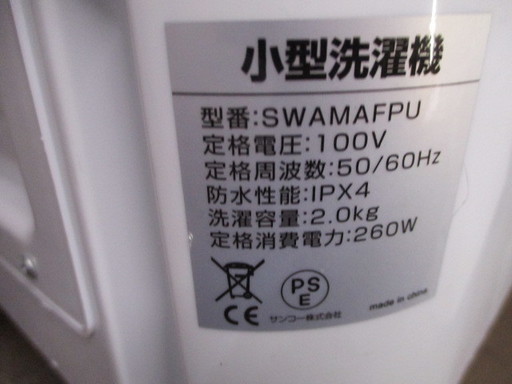 小型洗濯機
型番:SWAMAFPU
定格電圧:100V
定格周波数:50/60Hz
防水性能:IPX4
洗濯容量:2.0kg
定格消費電力:260W
PS
E
CE サンコー株式会社 made in china